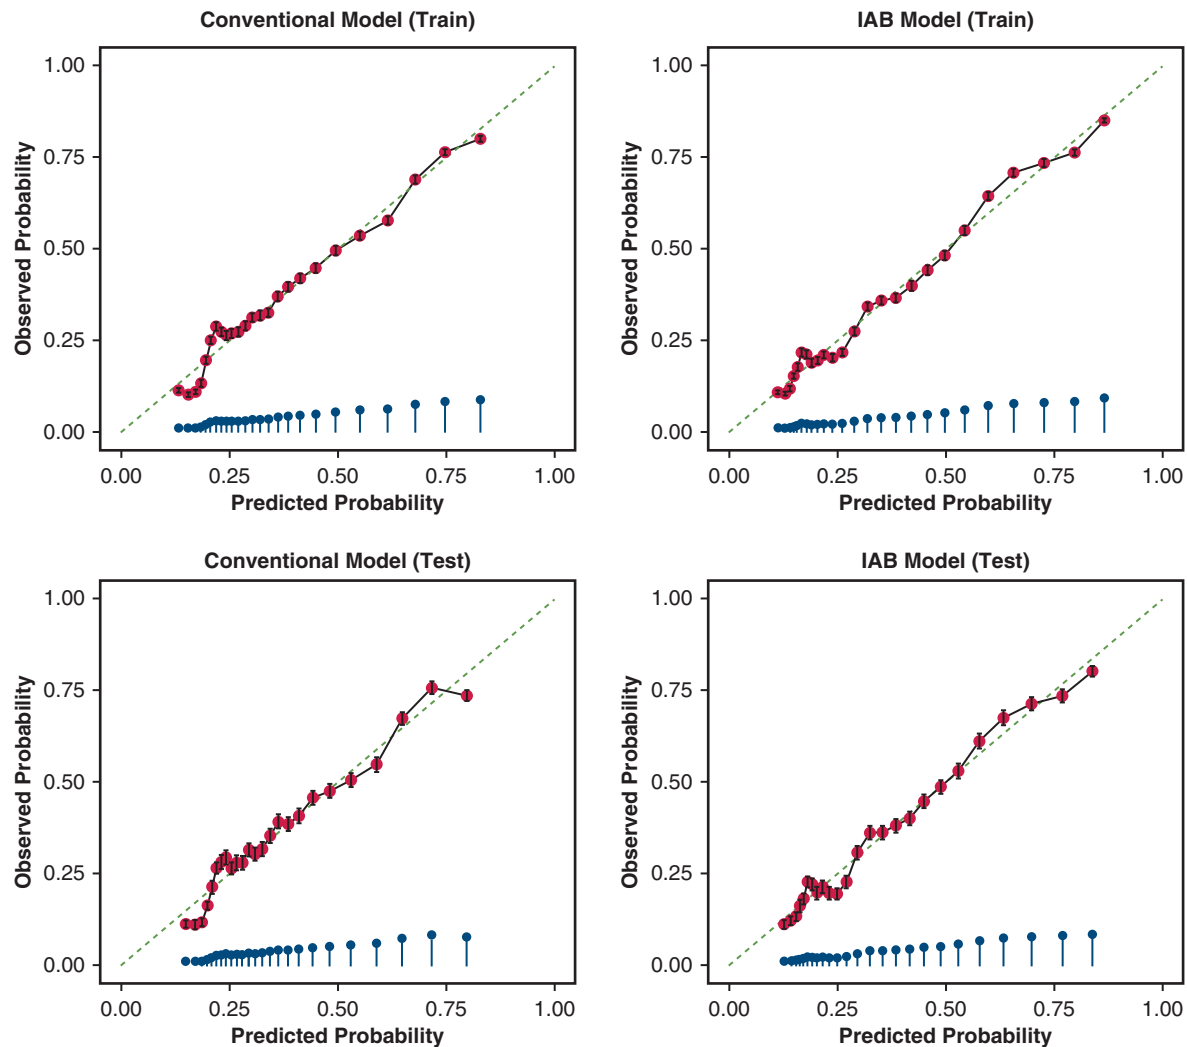 Conventional Model (Train)
IAB Model (Train)
1.00
0.75
0.50
0.25
0.00
Observed Probability
0.00 0.25 0.50 0.75 1.00
Predicted Probability
1.00
0.75
0.50
0.25
0.00
Observed Probability
0.00 0.25 0.50 0.75 1.00
Predicted Probability
Conventional Model (Test)
IAB Model (Test)
1.00
0.75
0.50
0.25
0.00
Observed Probability
0.00 0.25 0.50 0.75 1.00
Predicted Probability
1.00
0.75
0.50
0.25
0.00
Observed Probability
0.00 0.25 0.50 0.75 1.00
Predicted Probability